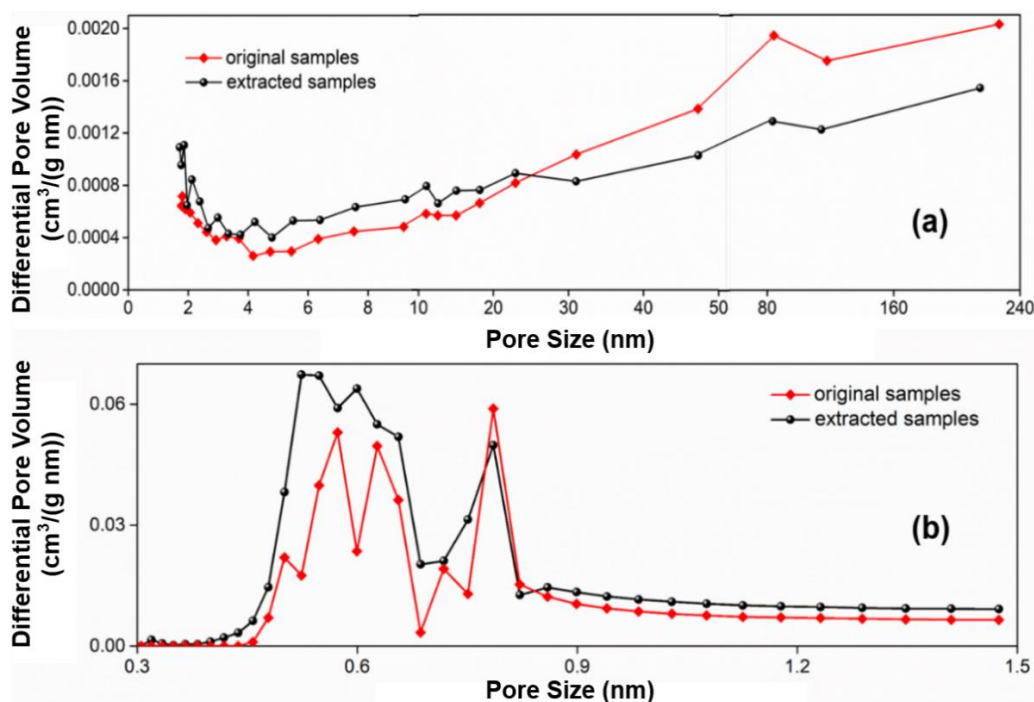 Differential Pore Volume
(cm³/(g nm))
0.0020
0.0016
0.0012
0.0008
0.0004
0.0000
original samples
extracted samples
(a)
0 2 4 6 8 10 20 30 40 50 80 160 240
Pore Size (nm)
Differential Pore Volume
(cm³/(g nm))
0.06
0.03
0.00
original samples
extracted samples
(b)
0.3 0.6 0.9 1.2 1.5
Pore Size (nm)